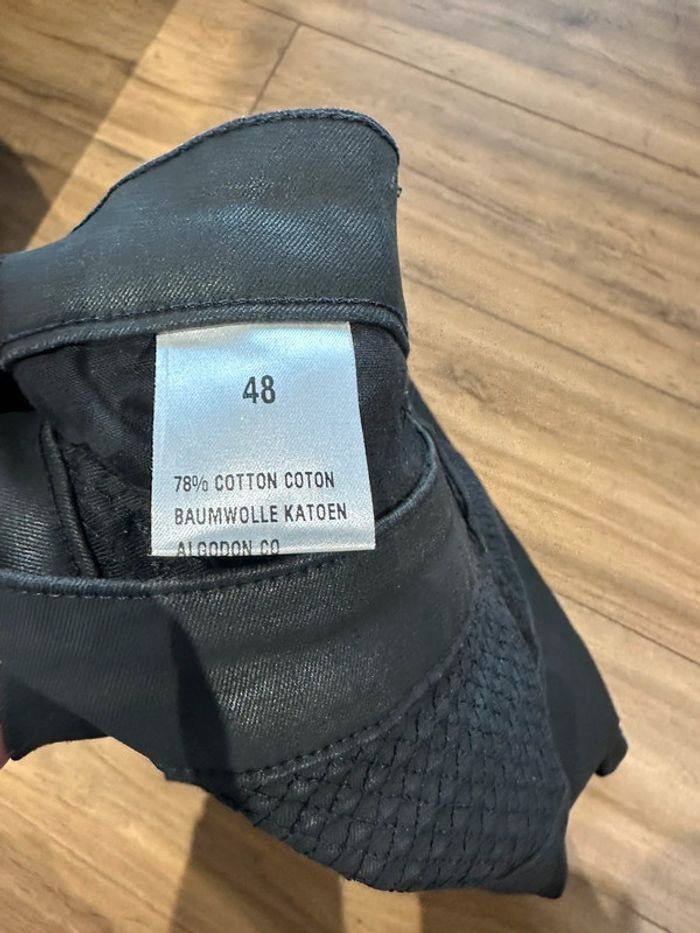 48
78% COTTON COTON
BAUMWOLLE KATOEN
ALGODON CO